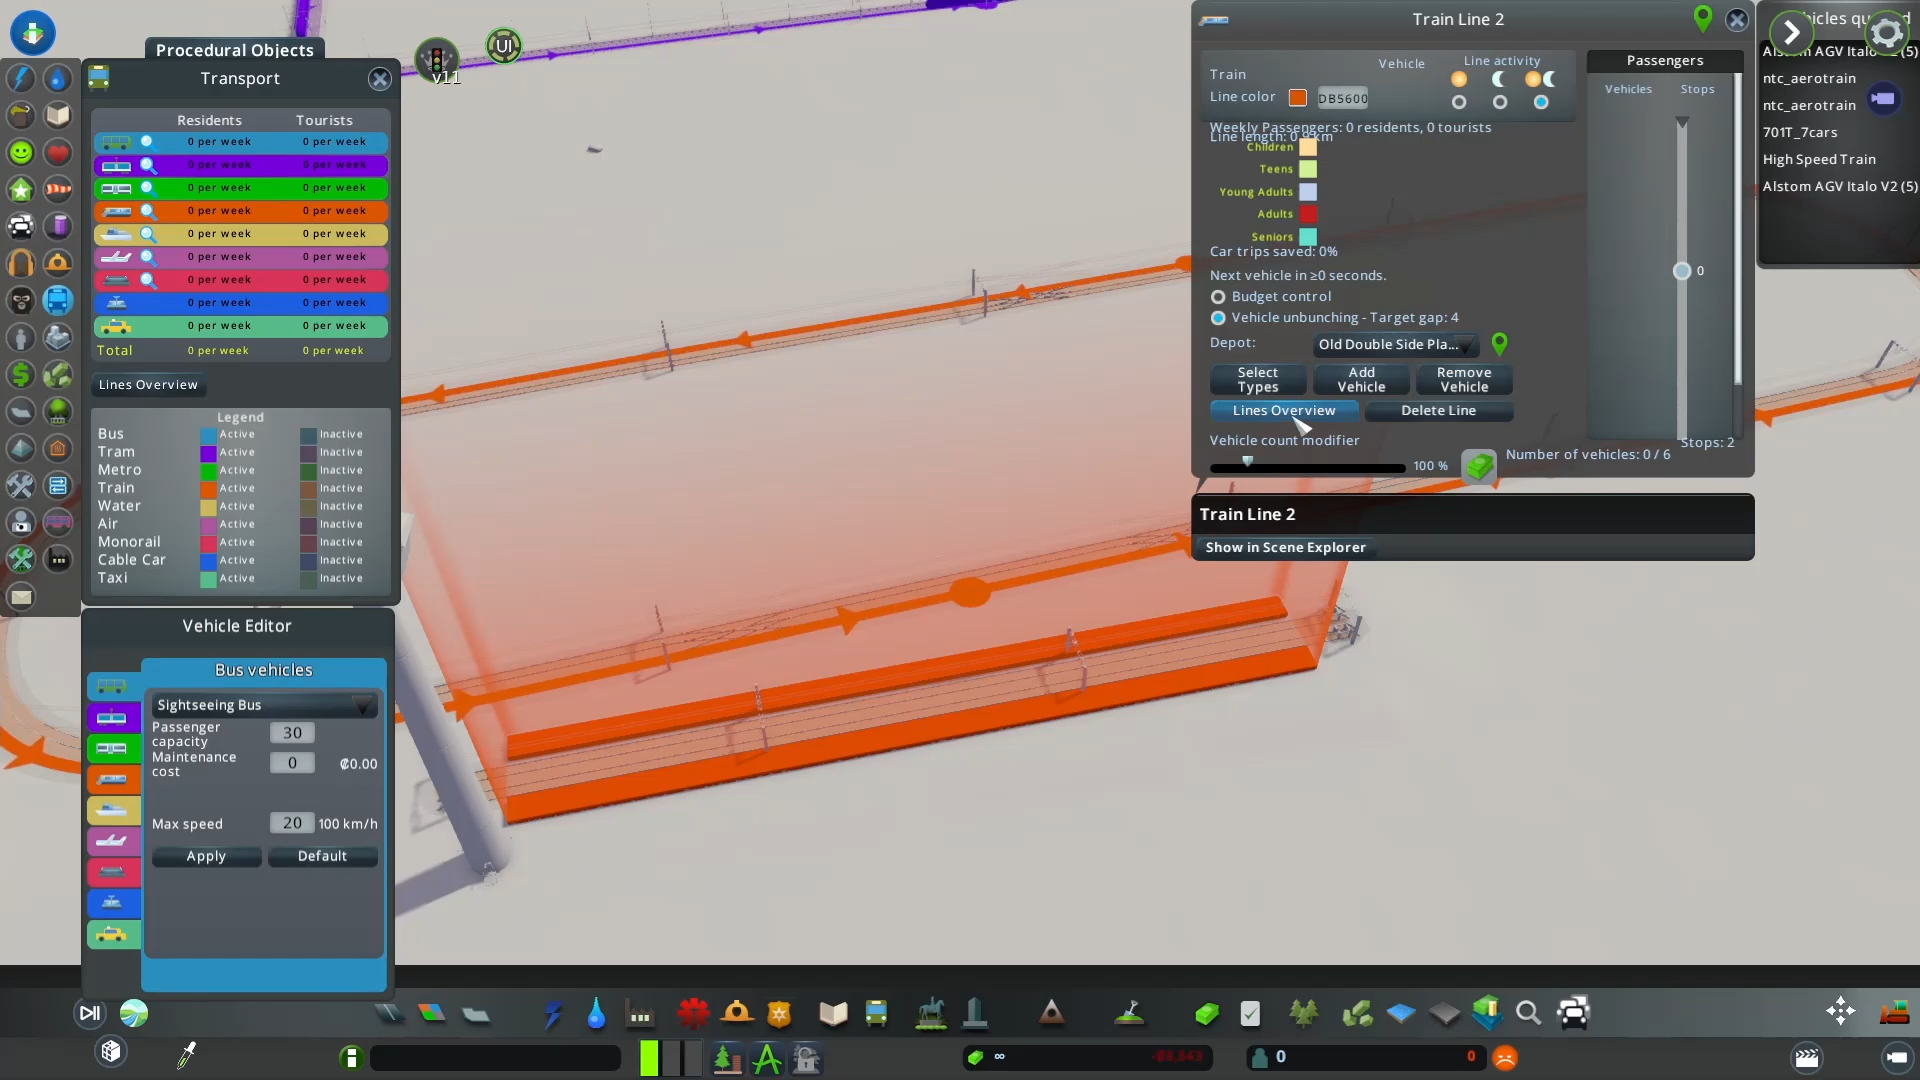 Procedural Objects
Transport
Residents Tourists
0 per week 0 per week
0 per week 0 per week
0 per week 0 per week
0 per week 0 per week
0 per week 0 per week
0 per week 0 per week
0 per week 0 per week
0 per week 0 per week
0 per week 0 per week
Total 0 per week 0 per week
Lines Overview
Legend
Bus Active Inactive
Tram Active Inactive
Metro Active Inactive
Train Active Inactive
Water Active Inactive
Air Active Inactive
Monorail Active Inactive
Cable Car Active Inactive
Taxi Active Inactive
Vehicle Editor
Bus vehicles
Sightseeing Bus
Passenger
capacity
30
Maintenance
cost
0 ₡0.00
Max speed 20 100 km/h
Apply Default
v11
UI
Train Line 2
Train
Vehicle
Line activity
Line color DB5600
Weekly Passengers: 0 residents, 0 tourists
Line length: km
Children
Teens
Young Adults
Adults
Seniors
Car trips saved: 0%
Next vehicle in ≥0 seconds.
Budget control
Vehicle unbunching - Target gap: 4
Depot: Old Double Side Pla...
Select
Types
Add
Vehicle
Remove
Vehicle
Lines Overview Delete Line
Vehicle count modifier
100 %
Passengers
Vehicles Stops
0
Stops: 2
Number of vehicles: 0 / 6
Train Line 2
Show in Scene Explorer
Alstom AGV Italo (5)
ntc_aerotrain
ntc_aerotrain
701T_7cars
High Speed Train
Alstom AGV Italo V2 (5)
∞
0 0